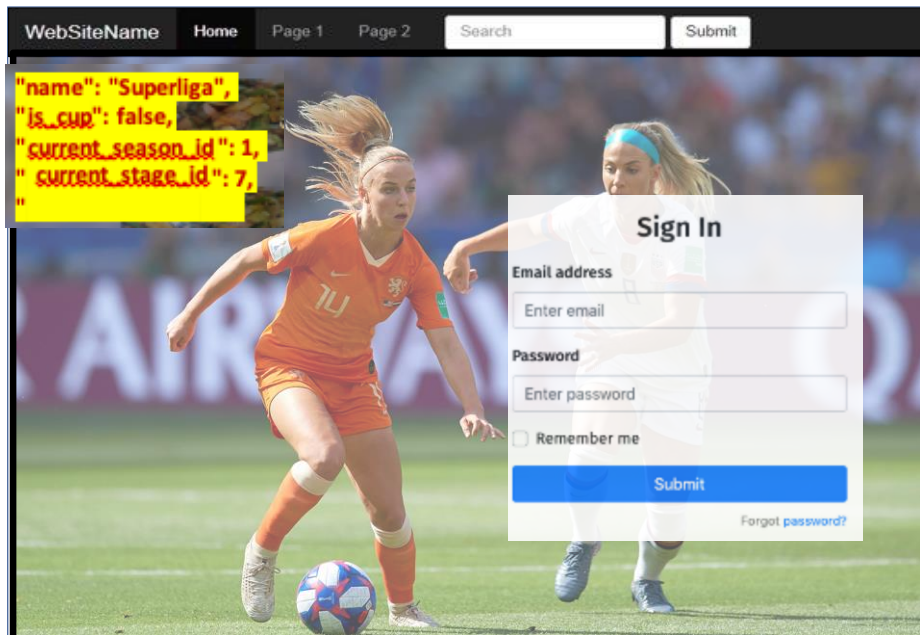 WebSiteName Home Page 1 Page 2 Search Submit
"name": "Superliga",
"is_cup": false,
"current_season_id ": 1,
" current_stage_id ": 7,
"
14
Sign In
Email address
Enter email
Password
Enter password
Remember me
Submit
Forgot password?